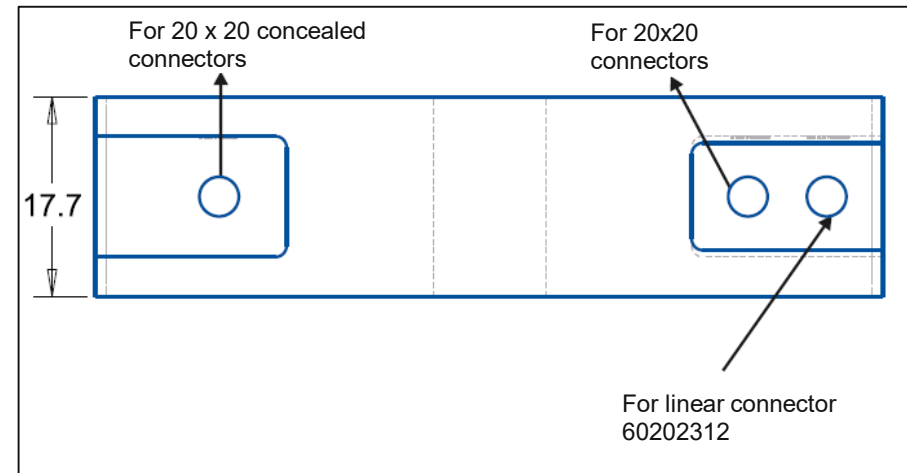 For 20 x 20 concealed
connectors
For 20x20
connectors
17.7
For linear connector
60202312